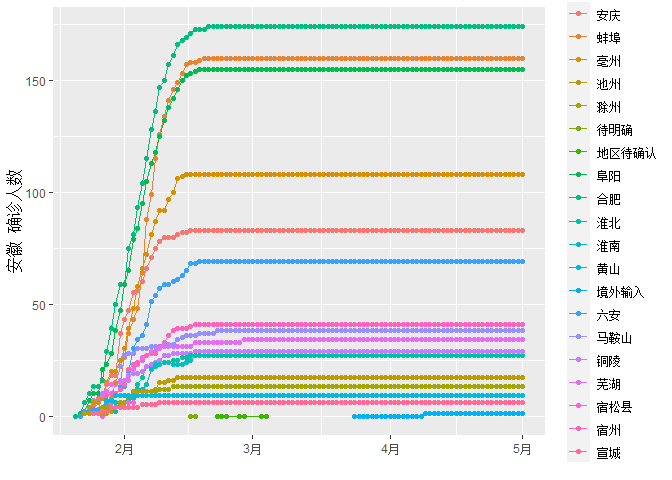 安徽 确诊人数
150
100
50
0
2月
3月
4月
5月
安庆
蚌埠
亳州
池州
滁州
待明确
地区待确认
阜阳
合肥
淮北
淮南
黄山
境外输入
六安
马鞍山
铜陵
芜湖
宿松县
宿州
宣城